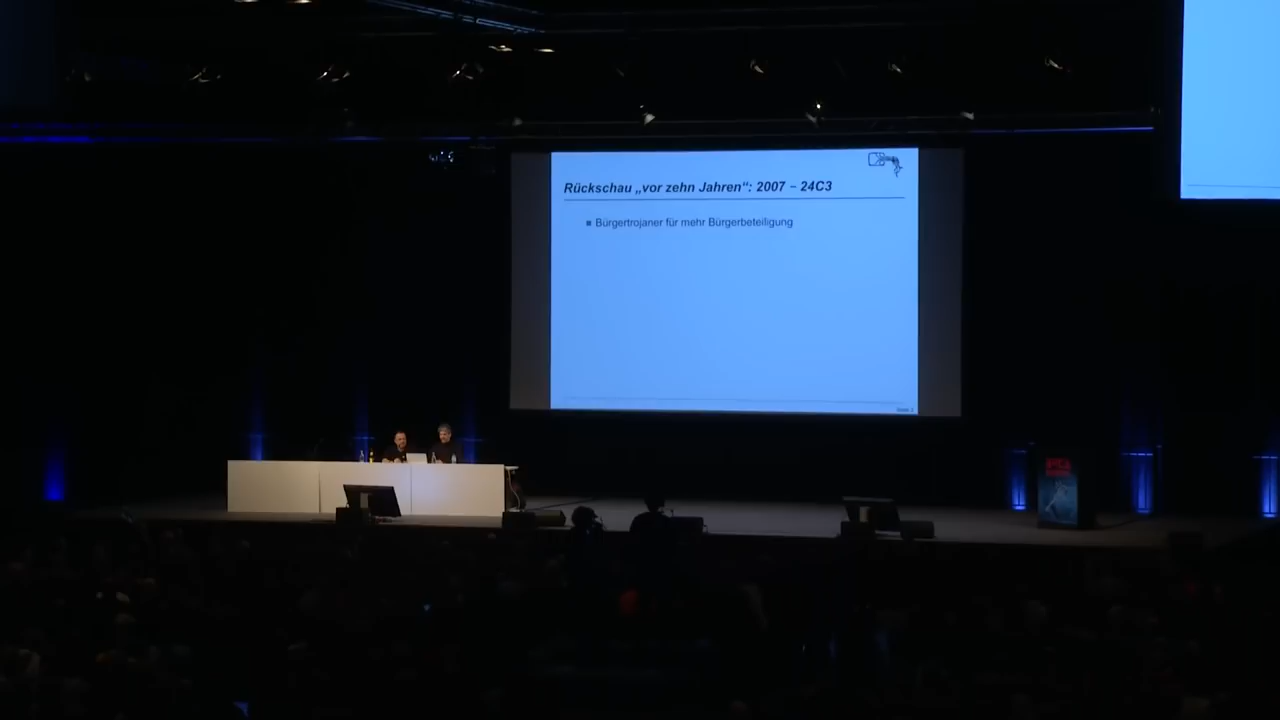 Rückschau „vor zehn Jahren“: 2007 – 24C3
Bürgertrojaner für mehr Bürgerbeteiligung